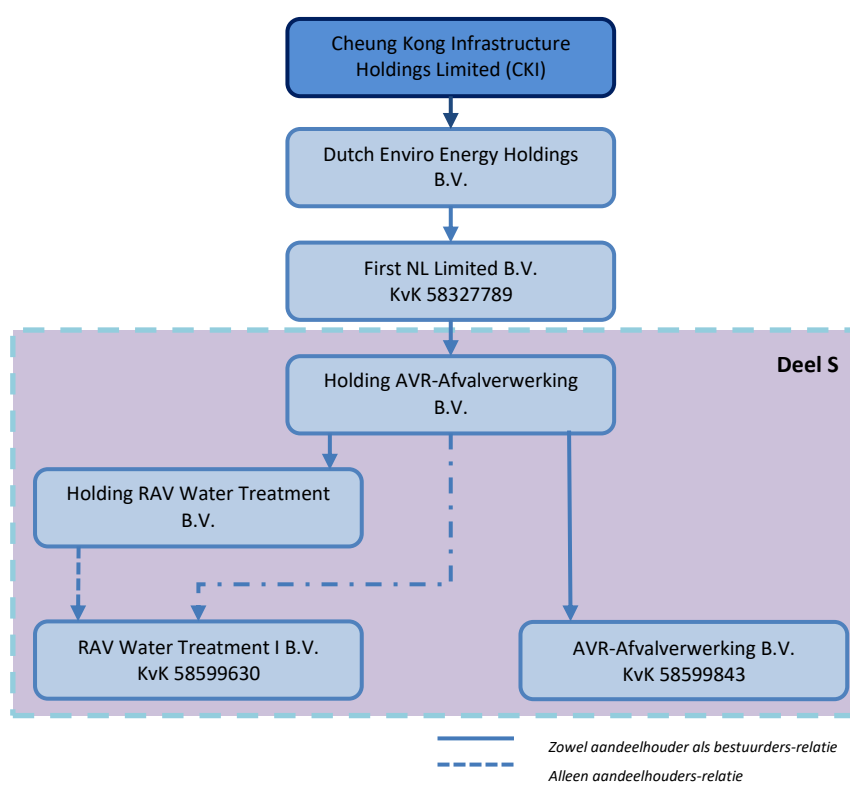 Cheung Kong Infrastructure
Holdings Limited (CKI)
Dutch Enviro Energy Holdings
B.V.
First NL Limited B.V.
KvK 58327789
Deel S
Holding AVR-Afvalverwerking
B.V.
Holding RAV Water Treatment
B.V.
RAV Water Treatment I B.V.
KvK 58599630
AVR-Afvalverwerking B.V.
KvK 58599843
Zowel aandeelhouder als bestuurders-relatie
Alleen aandeelhouders-relatie